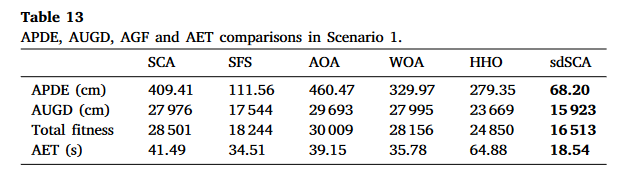 Table 13
APDE, AUGD, AGF and AET comparisons in Scenario 1.
SCA SFS AOA WOA HHO sdSCA
APDE (cm) 409.41 111.56 460.47 329.97 279.35 68.20
AUGD (cm) 27 976 17 544 29 693 27 995 23 669 15 923
Total fitness 28 501 18 244 30 009 28 156 24 850 16 513
AET (s) 41.49 34.51 39.15 35.78 64.88 18.54